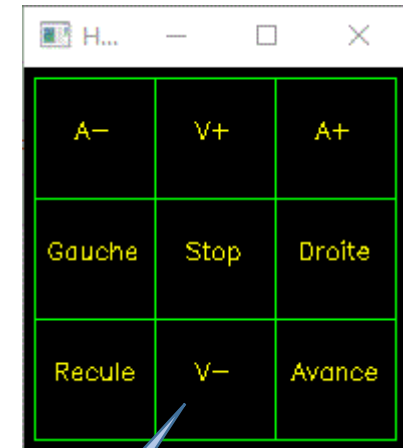 H...
A- V+ A+
Gauche Stop Droite
Recule V- Avance